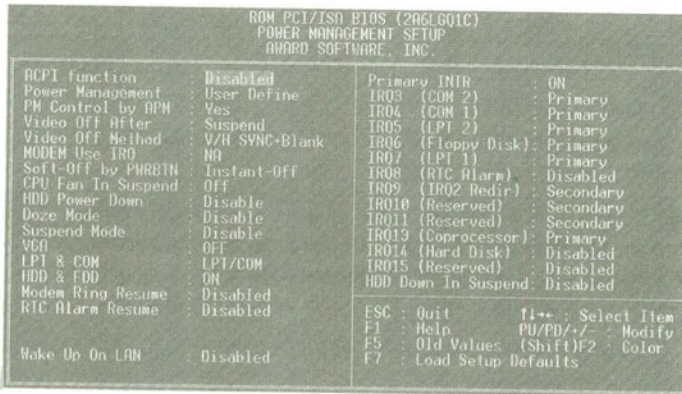 ROM PCI/ISA BIOS (2A6LGQ1C)
POWER MANAGEMENT SETUP
AWARD SOFTWARE, INC.
ACPI function : Disabled
Power Management : User Define
PM Control by APM : Yes
Video Off After : Suspend
Video Off Method : V/H SYNC+Blank
MODEM Use IRQ : NA
Soft-Off by PWRBTN : Instant-Off
CPU Fan In Suspend : Off
HDD Power Down : Disable
Doze Mode : Disable
Suspend Mode : Disable
VGA : OFF
LPT & COM : LPT/COM
HDD & FDD : ON
Modem Ring Resume : Disabled
RTC Alarm Resume : Disabled
Wake Up On LAN : Disabled
Primary INTR : ON
IRQ3 (COM 2) : Primary
IRQ4 (COM 1) : Primary
IRQ5 (LPT 2) : Primary
IRQ6 (Floppy Disk): Primary
IRQ7 (LPT 1) : Primary
IRQ8 (RTC Alarm) : Disabled
IRQ9 (IRQ2 Redir) : Secondary
IRQ10 (Reserved) : Secondary
IRQ11 (Reserved) : Secondary
IRQ13 (Coprocessor): Primary
IRQ14 (Hard Disk) : Disabled
IRQ15 (Reserved) : Disabled
HDD Down In Suspend: Disabled
ESC : Quit ↑↓→← : Select Item
F1 : Help PU/PD/+/- : Modify
F5 : Old Values (Shift)F2 : Color
F7 : Load Setup Defaults